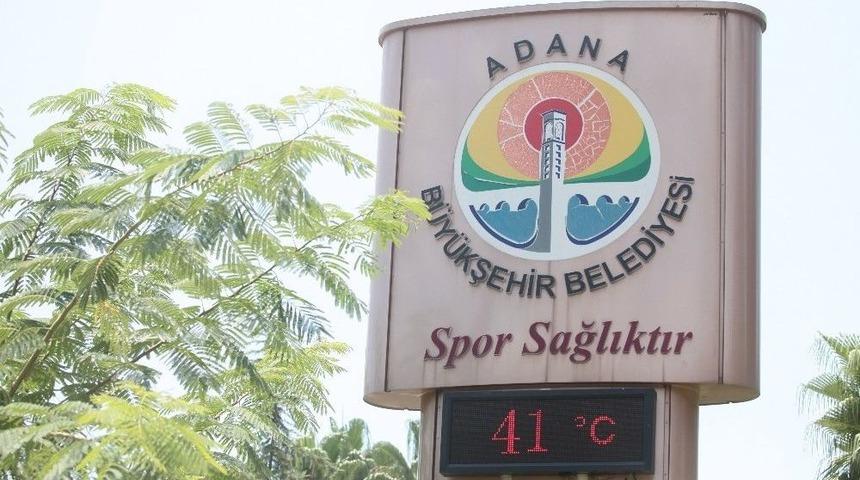 ADANA
BÜYÜKŞEHİR BELEDİYESİ
Spor Sağlıktır
41 °C